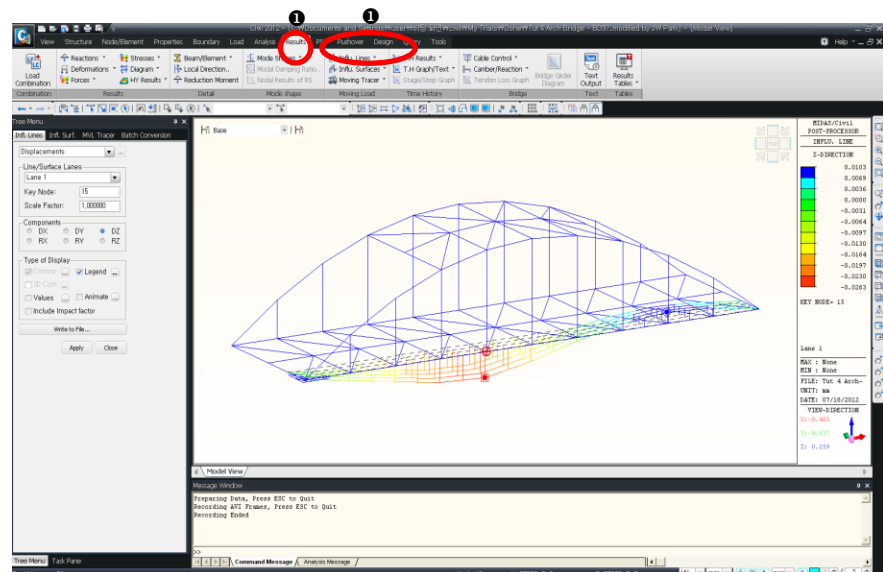 ❶ ❶
Civil 2012
My Trials\Done\Tut 4 Arch Bridge - BD37_modified by JW Park) - [Model View]
View Structure Node/Element Properties Boundary Load Analysis Results Pushover Design Query Tools Help
Load Combination
Reactions Stresses
Deformations Diagram
Forces HY Results
Beam/Element
Local Direction..
Reduction Moment
Mode Shapes
Modal Damping Ratio..
Nodal Results of RS
Influ. Lines
Influ. Surfaces
Moving Tracer
T.H Results
T.H Graph/Text
Stage/Step Graph
Cable Control
Camber/Reaction
Tendon Loss Graph
Bridge Girder Diagram
Text Output
Results Tables
Combination Results Detail Mode shape Moving Load Time History Bridge Text Tables
Base
Tree Menu
Infl. Lines Infl. Surf. MVL Tracer Batch Conversion
Displacements
Line/Surface Lanes
Lane 1
Key Node: 15
Scale Factor: 1,000000
Components
DX DY DZ
RX RY RZ
Type of Display
Contour Legend
3D Cont
Values Animate
Include Impact factor
Write to File...
Apply Close
MIDAS/Civil
POST-PROCESSOR
INFLU. LINE
Z-DIRECTION
0.0103
0.0069
0.0036
0.0000
-0.0031
-0.0064
-0.0097
-0.0130
-0.0164
-0.0197
-0.0230
-0.0263
KEY NODE= 15
Lane 1
MAX : None
MIN : None
FILE: Tut 4 Arch~
UNIT: mm
DATE: 07/18/2012
VIEW-DIRECTION
X:-0.483
Z: 0.259
Model View
Message Window
Preparing Data, Press ESC to Quit
Recording AVI Frames, Press ESC to Quit
Recording Ended
>>
Command Message Analysis Message
Tree Menu Task Pane